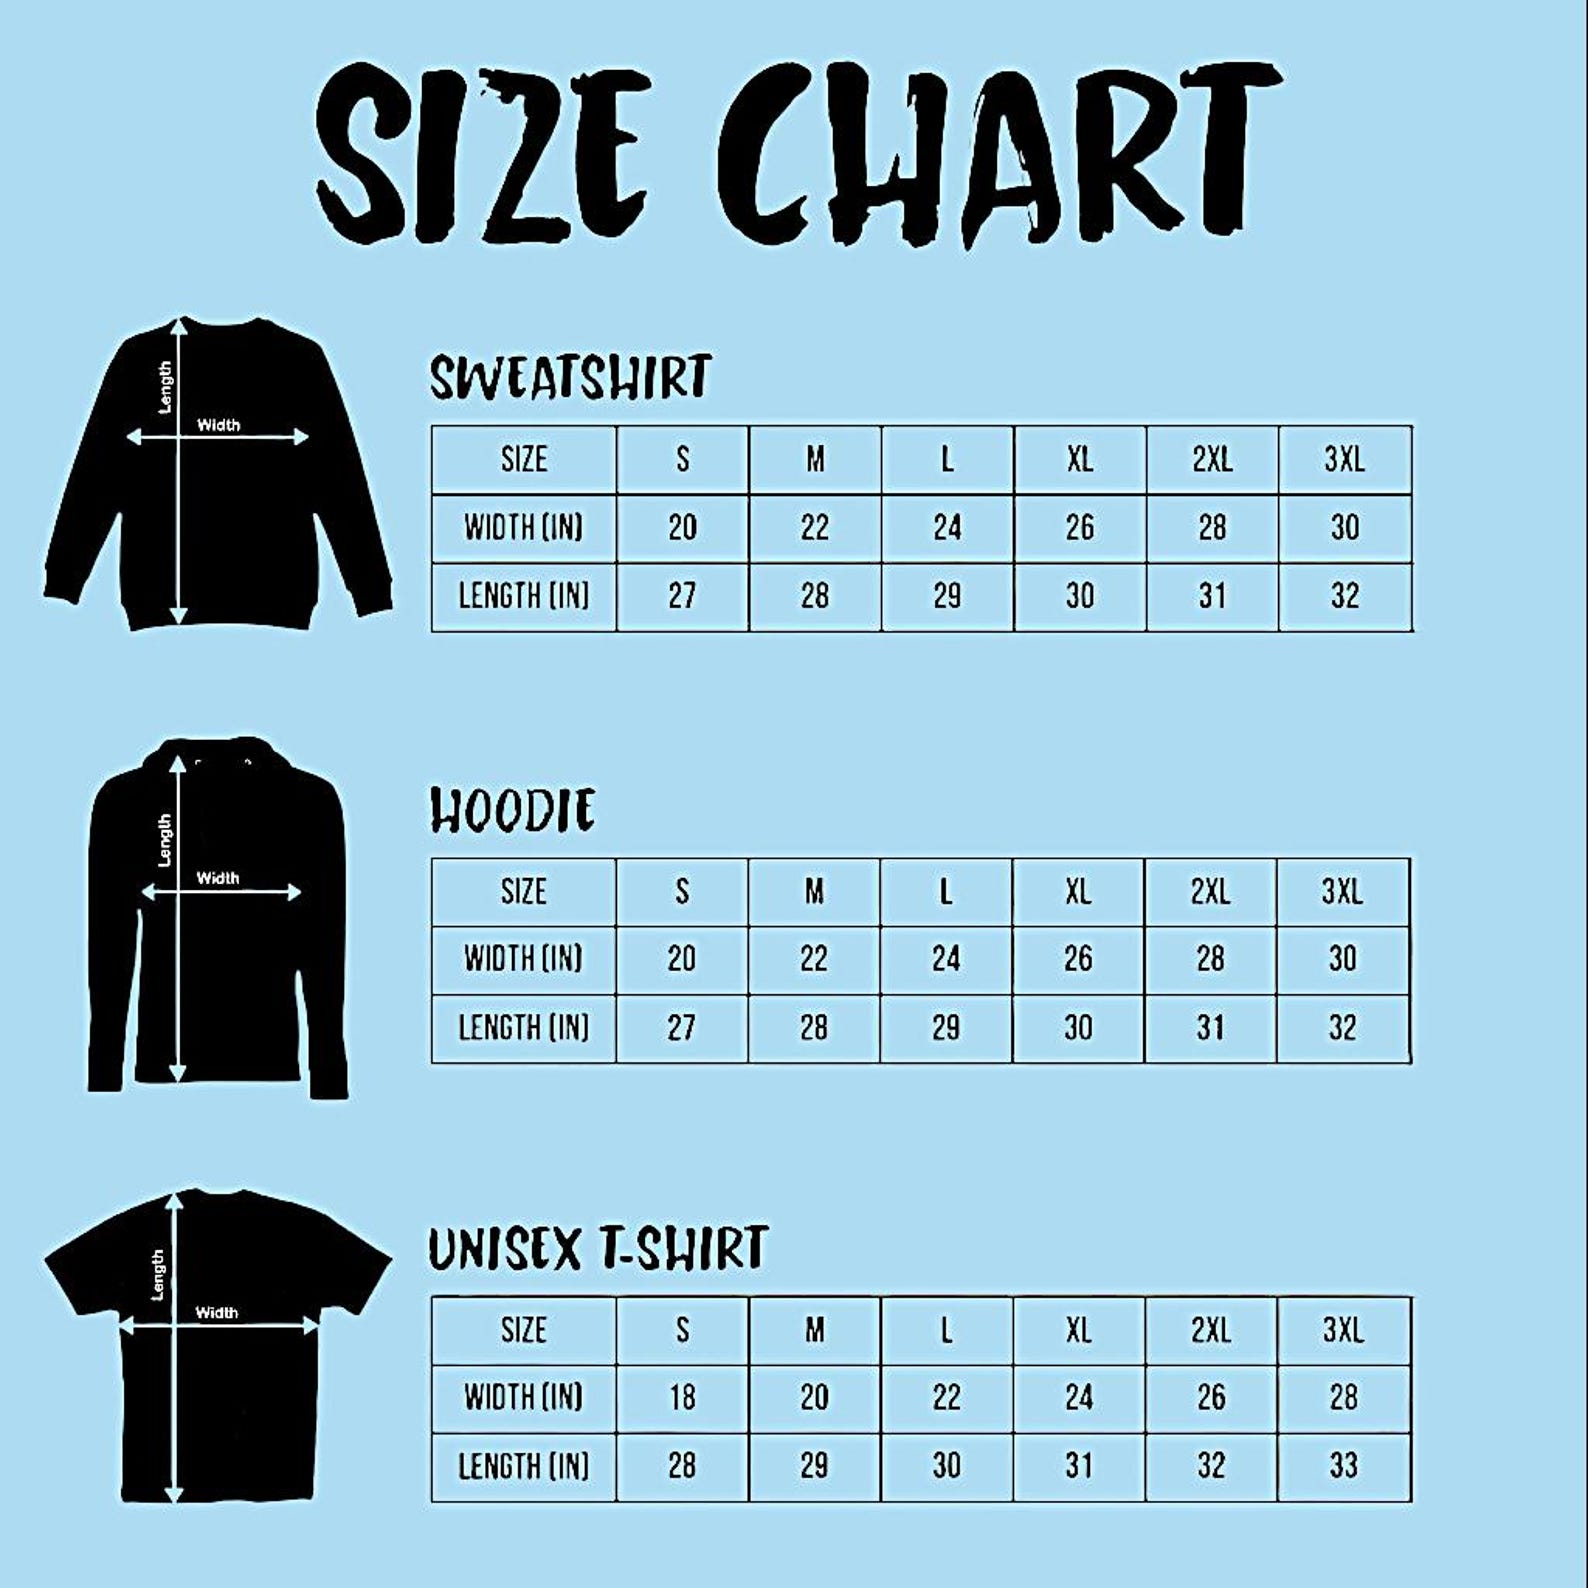 SIZE CHART
Length
Width
SWEATSHIRT
SIZE S M L XL 2XL 3XL
WIDTH (IN) 20 22 24 26 28 30
LENGTH (IN) 27 28 29 30 31 32
Length
Width
HOODIE
SIZE S M L XL 2XL 3XL
WIDTH (IN) 20 22 24 26 28 30
LENGTH (IN) 27 28 29 30 31 32
Length
Width
UNISEX T-SHIRT
SIZE S M L XL 2XL 3XL
WIDTH (IN) 18 20 22 24 26 28
LENGTH (IN) 28 29 30 31 32 33